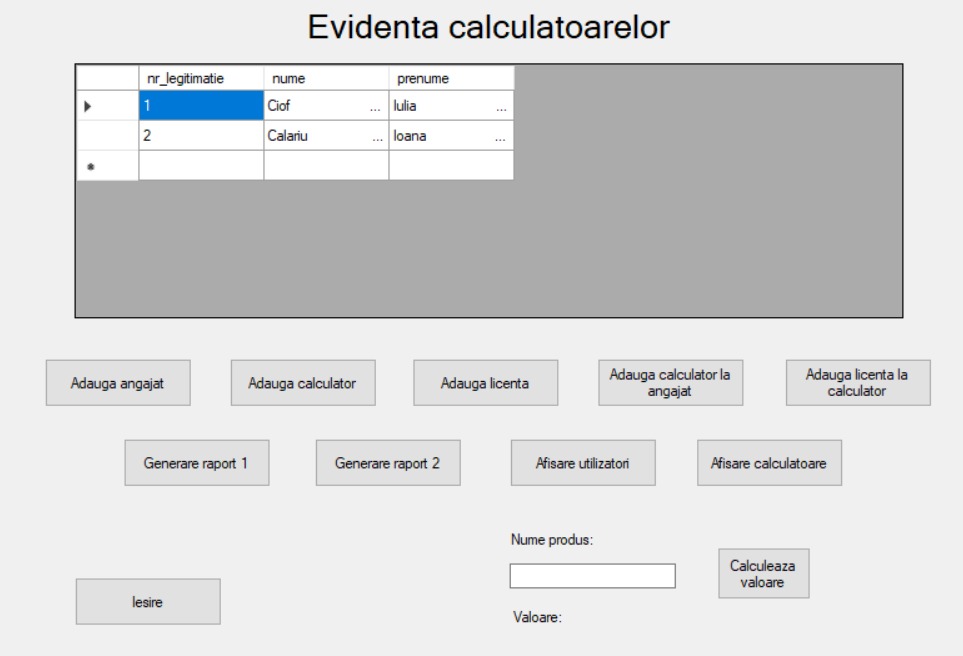 Evidenta calculatoarelor
nr_legitimatie nume prenume
1 Ciof ... Iulia ...
2 Calariu ... Ioana ...
Adauga angajat
Adauga calculator
Adauga licenta
Adauga calculator la
angajat
Adauga licenta la
calculator
Generare raport 1
Generare raport 2
Afisare utilizatori
Afisare calculatoare
Nume produs:
Calculeaza
valoare
Iesire
Valoare: